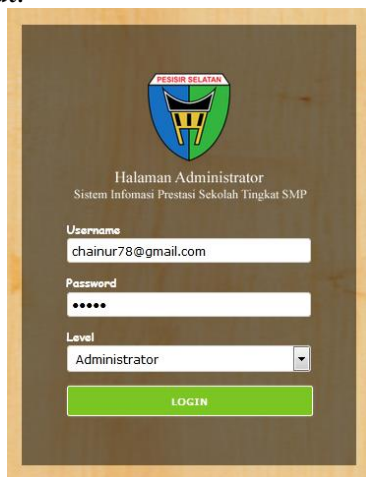 PESISIR SELATAN
Halaman Administrator
Sistem Infomasi Prestasi Sekolah Tingkat SMP
Username
chainur78@gmail.com
Password
•••••
Level
Administrator
LOGIN